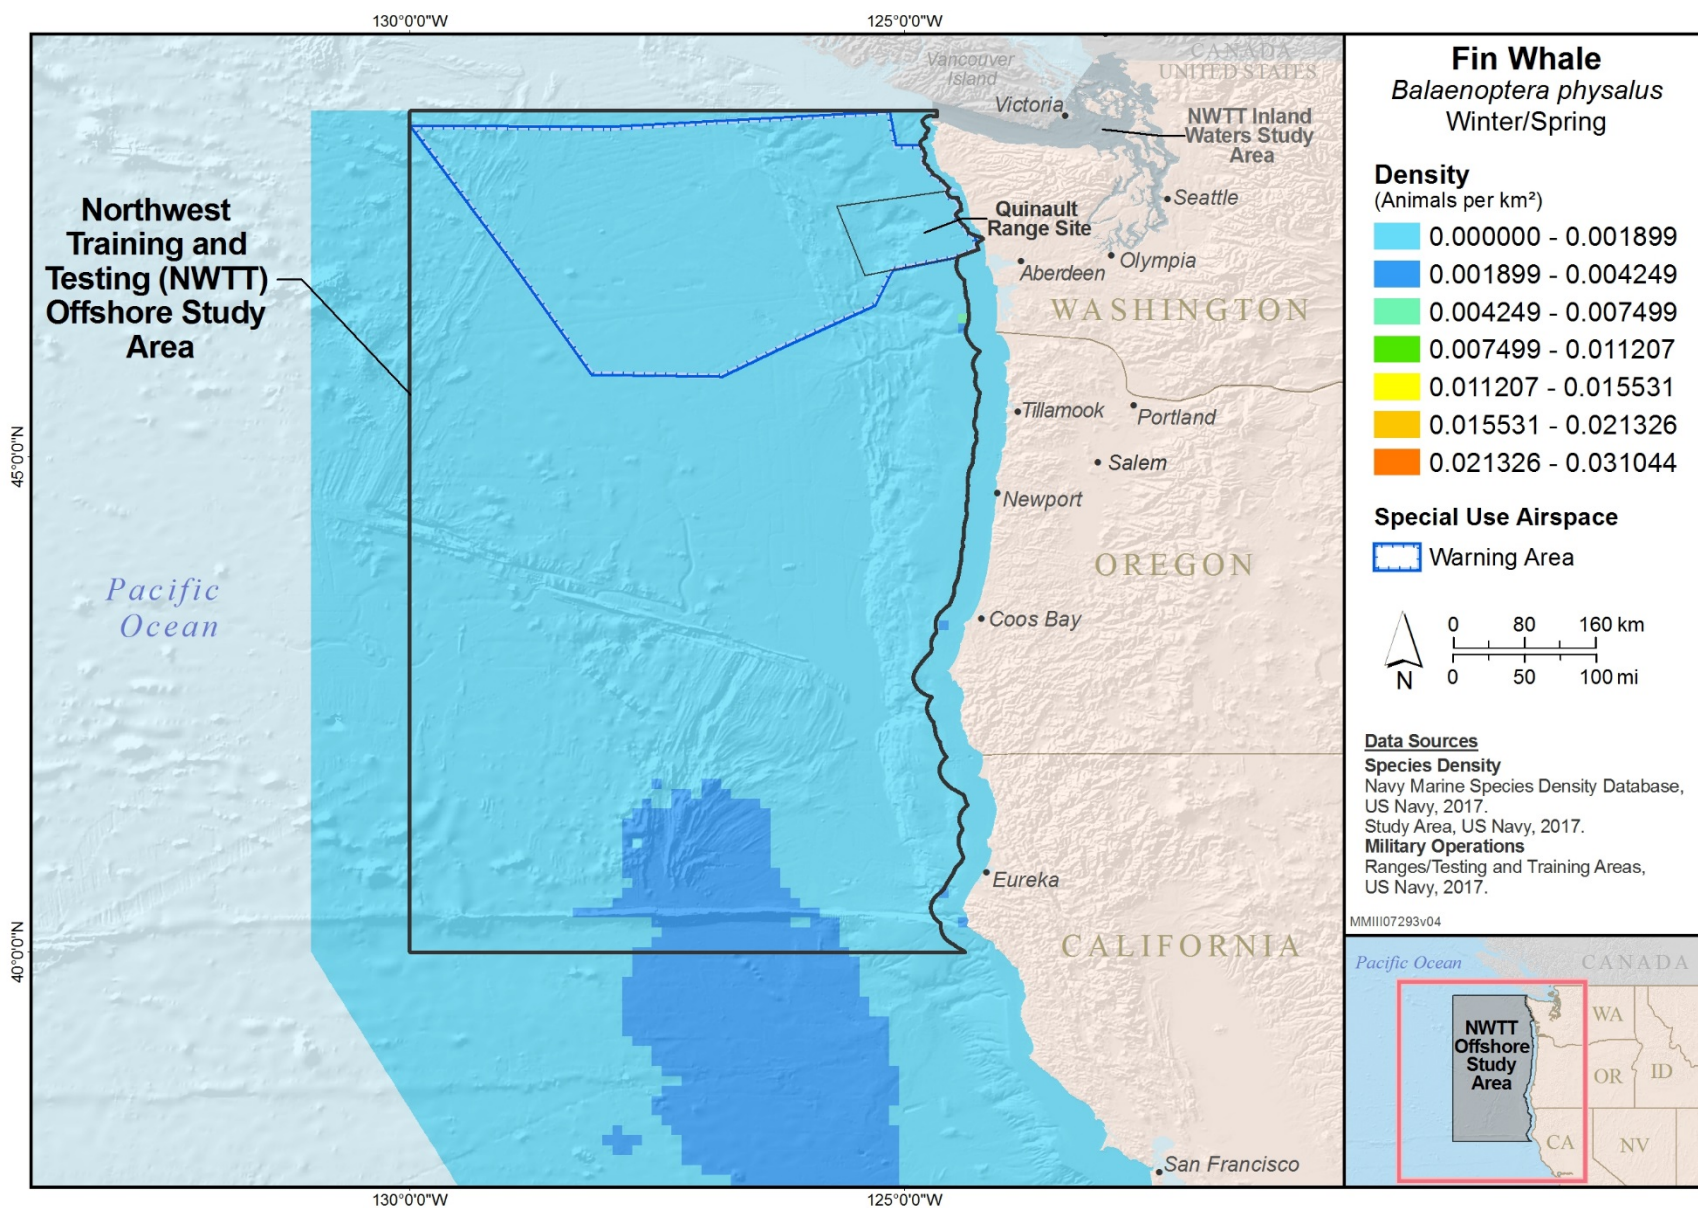 130°0'0"W
125°0'0"W
CANADA
UNITED STATES
Vancouver
Island
Victoria
NWTT Inland
Waters Study
Area
Seattle
Northwest
Training and
Testing (NWTT)
Offshore Study
Area
Quinault
Range Site
Aberdeen
Olympia
WASHINGTON
Tillamook
Portland
45°0'0"N
Salem
Newport
OREGON
Pacific
Ocean
Coos Bay
Eureka
40°0'0"N
CALIFORNIA
San Francisco
130°0'0"W
125°0'0"W
Fin Whale
Balaenoptera physalus
Winter/Spring
Density
(Animals per km²)
0.000000 - 0.001899
0.001899 - 0.004249
0.004249 - 0.007499
0.007499 - 0.011207
0.011207 - 0.015531
0.015531 - 0.021326
0.021326 - 0.031044
Special Use Airspace
Warning Area
N
0 80 160 km
0 50 100 mi
Data Sources
Species Density
Navy Marine Species Density Database,
US Navy, 2017.
Study Area, US Navy, 2017.
Military Operations
Ranges/Testing and Training Areas,
US Navy, 2017.
MMIII07293v04
Pacific Ocean
CANADA
NWTT
Offshore
Study
Area
WA
OR
ID
CA
NV